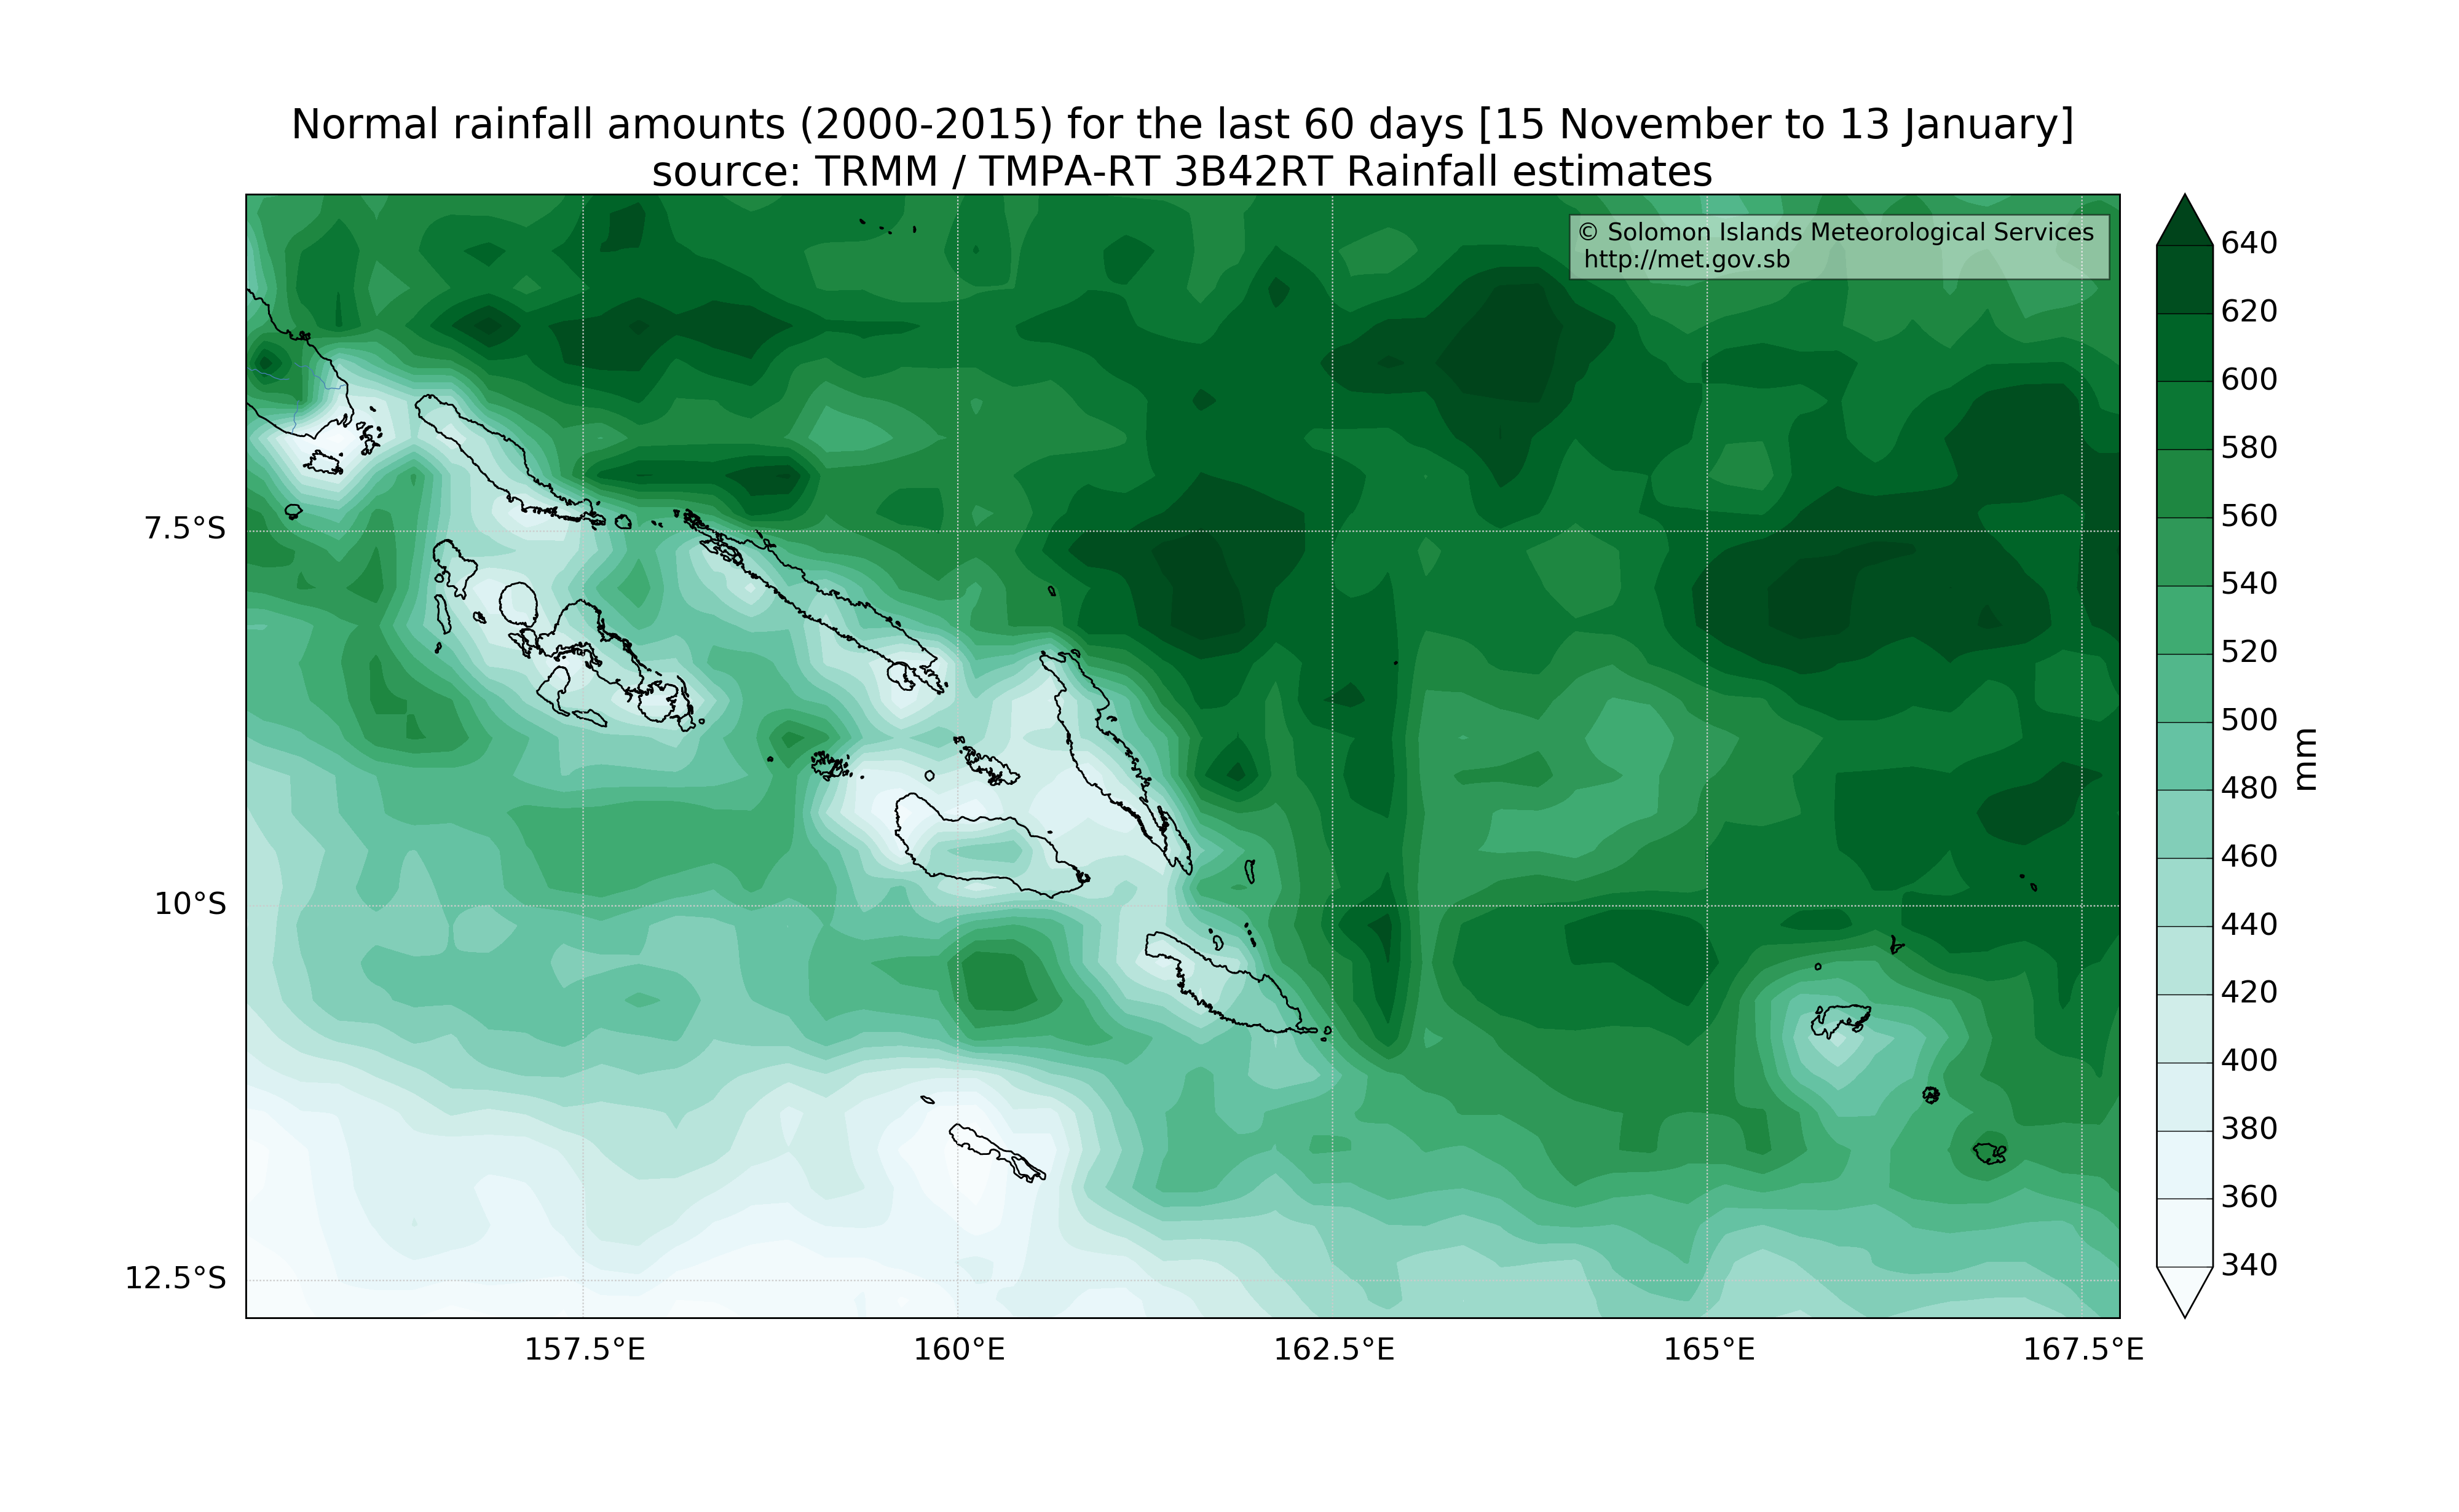 Normal rainfall amounts (2000-2015) for the last 60 days [15 November to 13 January]
source: TRMM / TMPA-RT 3B42RT Rainfall estimates
© Solomon Islands Meteorological Services
http://met.gov.sb
640
620
600
580
560
540
520
500
480
460
440
420
400
380
360
340
mm
7.5°S
10°S
12.5°S
157.5°E
160°E
162.5°E
165°E
167.5°E